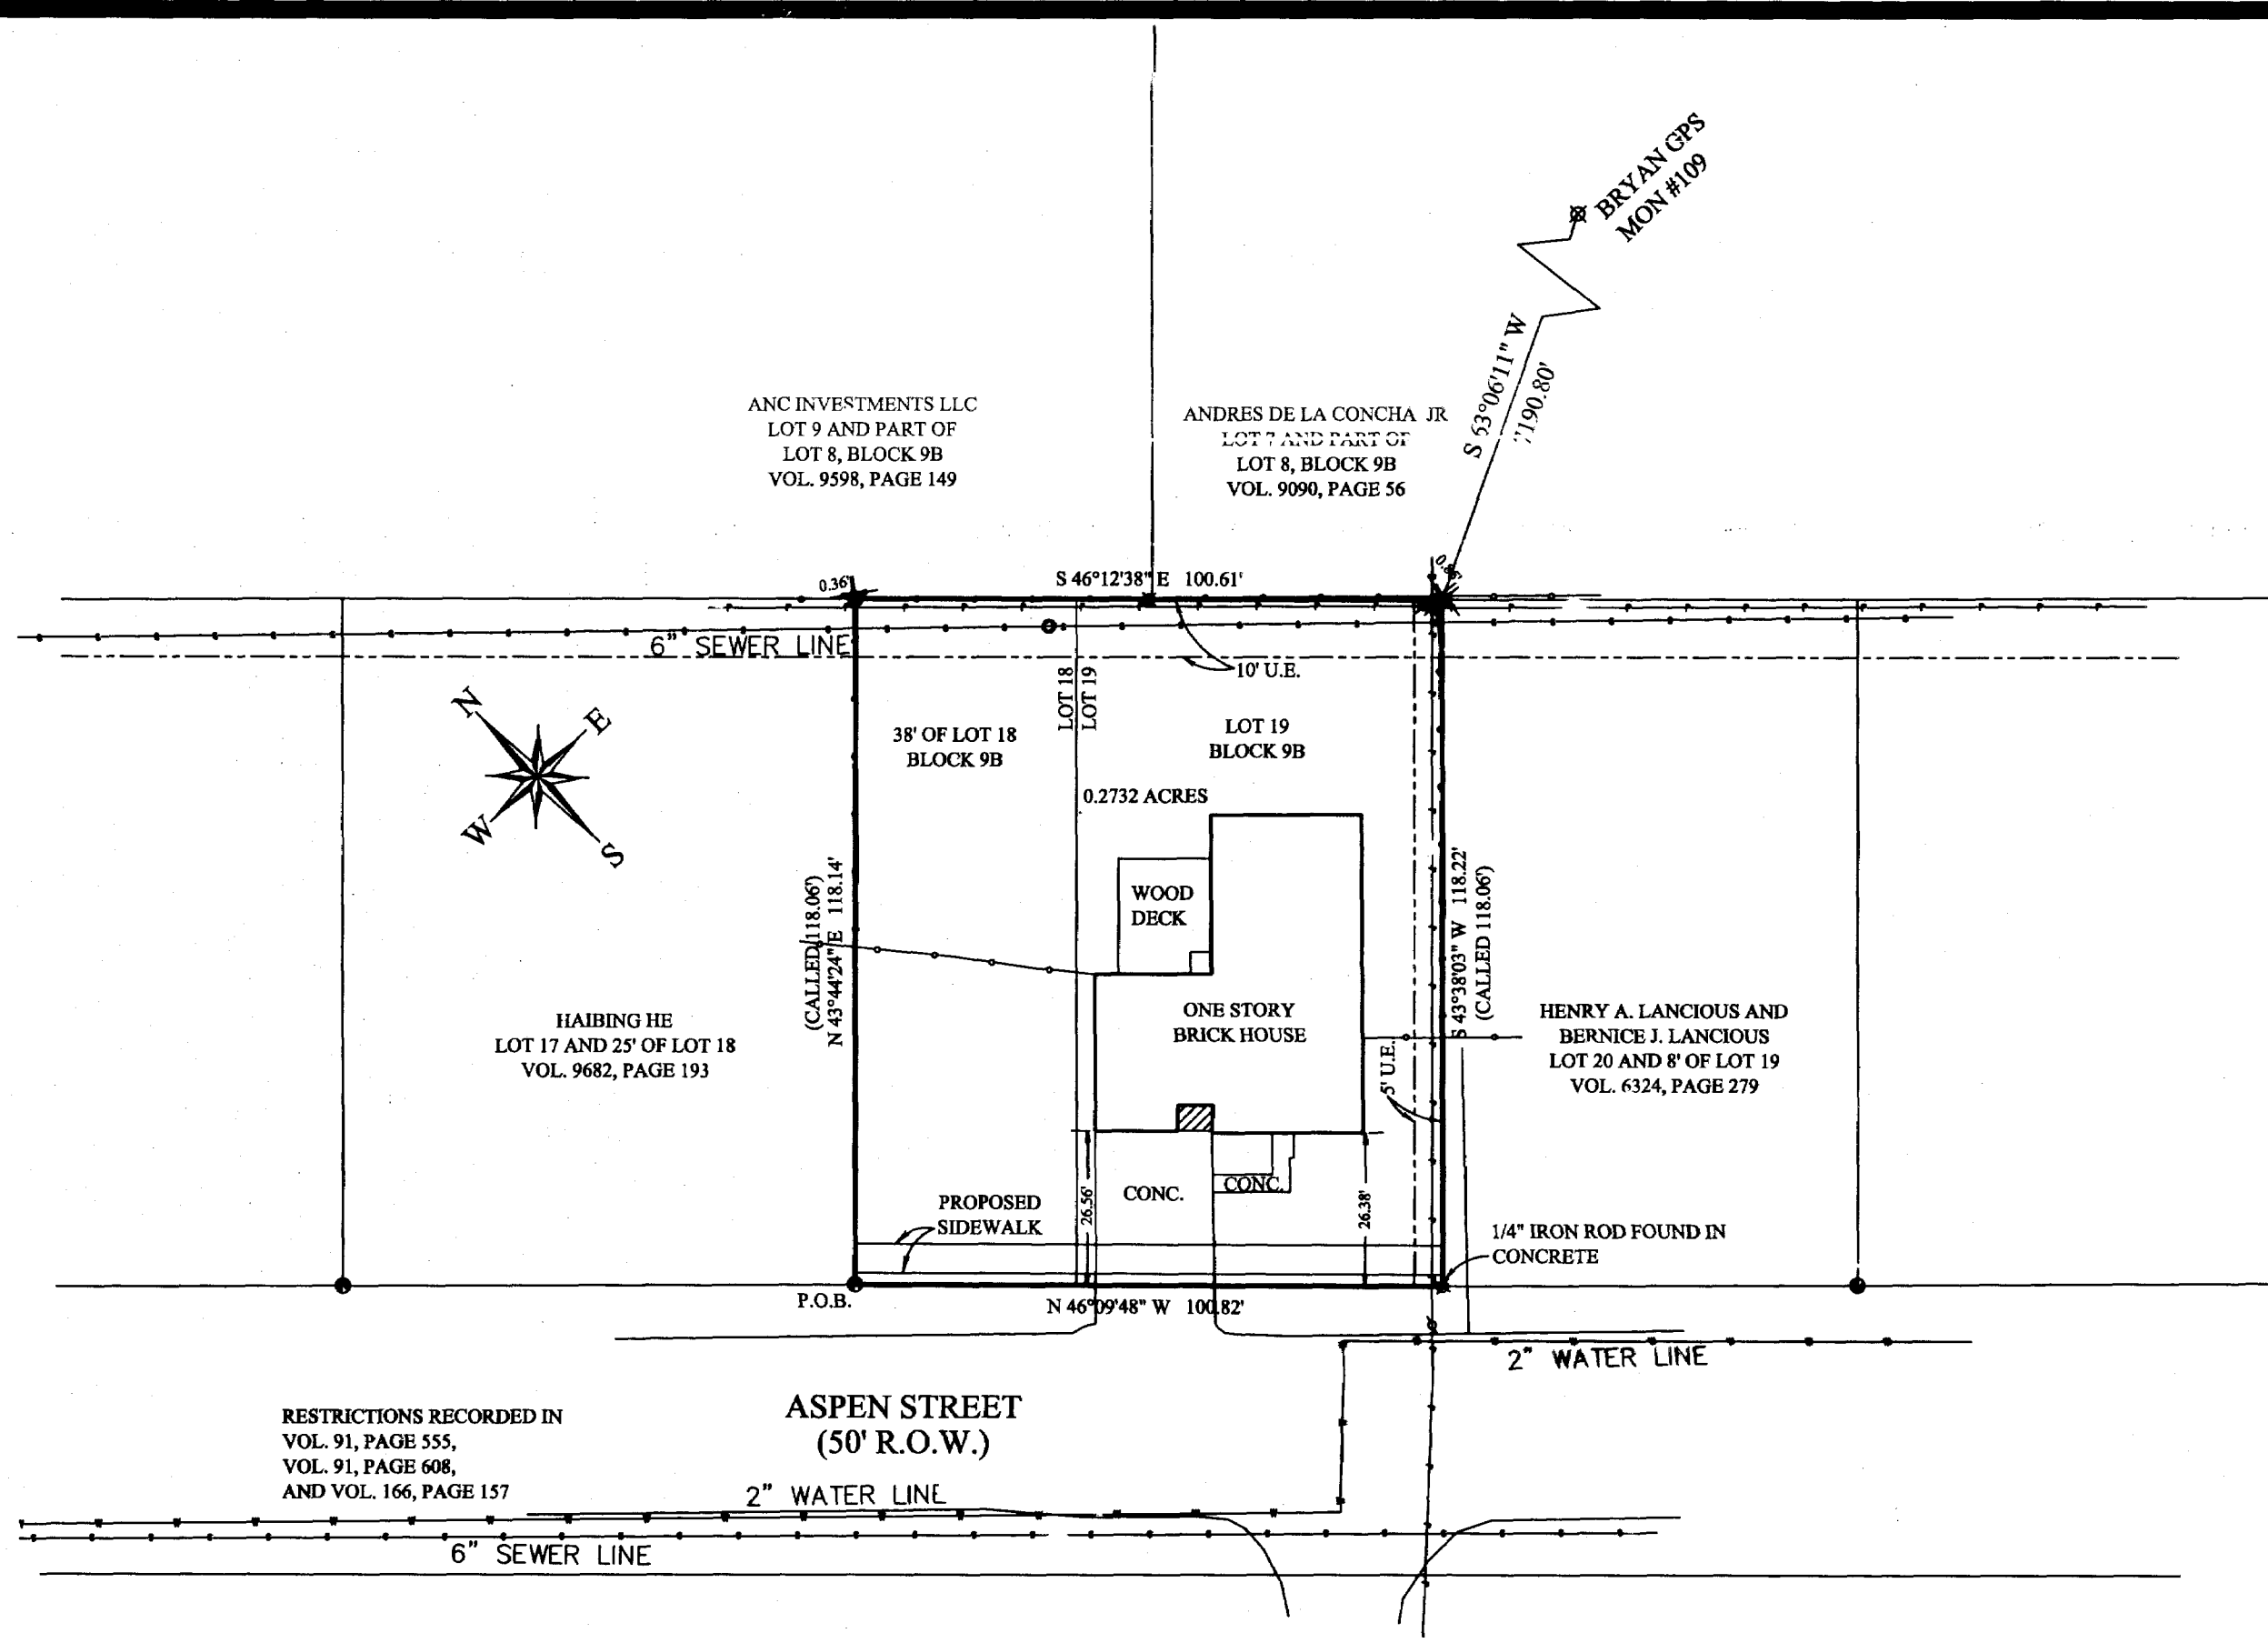 BRYAN GPS
MON #109
S 63°06'11" W
7190.80'
ANC INVESTMENTS LLC
LOT 9 AND PART OF
LOT 8, BLOCK 9B
VOL. 9598, PAGE 149
ANDRES DE LA CONCHA JR
LOT 7 AND PART OF
LOT 8, BLOCK 9B
VOL. 9090, PAGE 56
0.36'
S 46°12'38" E 100.61'
6" SEWER LINE
10' U.E.
LOT 18
LOT 19
N
E
W
S
38' OF LOT 18
BLOCK 9B
LOT 19
BLOCK 9B
0.2732 ACRES
WOOD
DECK
(CALLED 118.06')
N 43°44'24" E 118.14'
S 43°38'03" W 118.22'
(CALLED 118.06')
ONE STORY
BRICK HOUSE
HAIBING HE
LOT 17 AND 25' OF LOT 18
VOL. 9682, PAGE 193
HENRY A. LANCIOUS AND
BERNICE J. LANCIOUS
LOT 20 AND 8' OF LOT 19
VOL. 6324, PAGE 279
5' U.E.
PROPOSED
SIDEWALK
26.56'
CONC.
CONC.
26.38'
1/4" IRON ROD FOUND IN
CONCRETE
P.O.B.
N 46°09'48" W 100.82'
2" WATER LINE
ASPEN STREET
(50' R.O.W.)
RESTRICTIONS RECORDED IN
VOL. 91, PAGE 555,
VOL. 91, PAGE 608,
AND VOL. 166, PAGE 157
2" WATER LINE
6" SEWER LINE